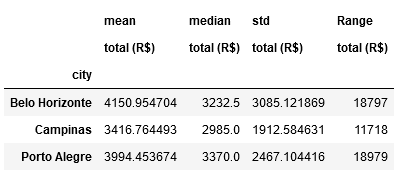 mean median std Range
total (R$) total (R$) total (R$) total (R$)
city
Belo Horizonte 4150.954704 3232.5 3085.121869 18797
Campinas 3416.764493 2985.0 1912.584631 11718
Porto Alegre 3994.453674 3370.0 2467.104416 18979